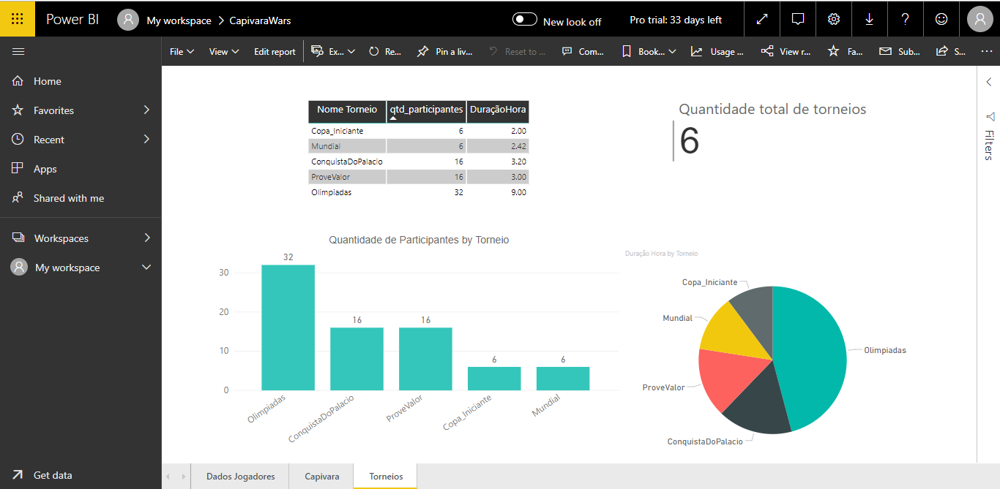 Power BI My workspace > CapivaraWars New look off Pro trial: 33 days left ?
File View Edit report Ex... Re... Pin a liv... Reset to ... Com... Book... Usage ... View r... Fa... Sub... S... ...
Home
Favorites
Recent
Apps
Shared with me
Workspaces
My workspace
Get data
Nome Torneio qtd_participantes DuraçãoHora
Copa_Iniciante 6 2.00
Mundial 6 2.42
ConquistaDoPalacio 16 3.20
ProveValor 16 3.00
Olimpiadas 32 9.00
Quantidade total de torneios
6
Filters
Quantidade de Participantes by Torneio
30
20
10
0
32
16
16
6
6
Olimpiadas
ConquistaDoPalacio
ProveValor
Copa_Iniciante
Mundial
Duração Hora by Torneio
Copa_Iniciante
Mundial
Olimpiadas
ProveValor
ConquistaDoPalacio
Dados Jogadores Capivara Torneios